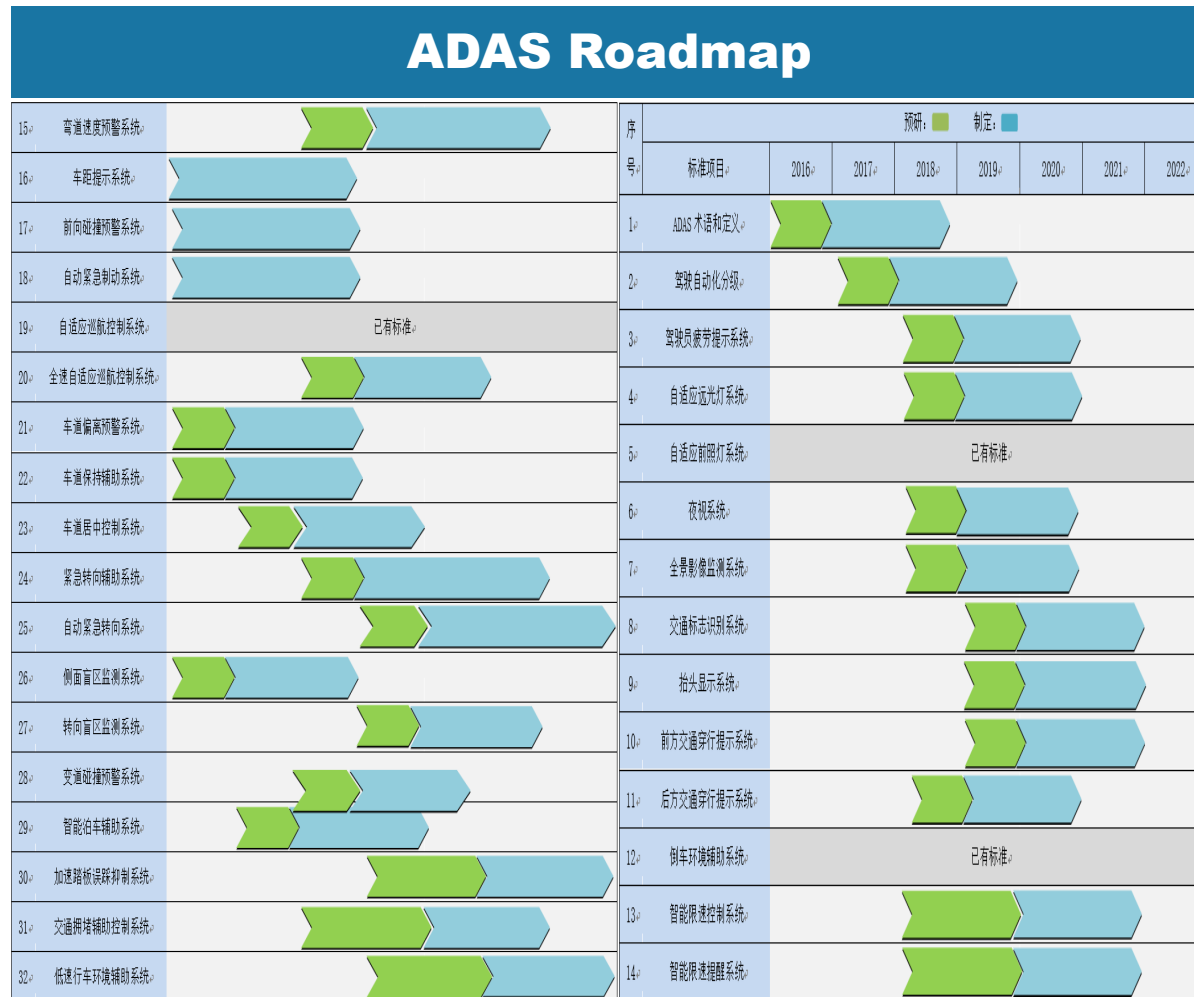 ADAS Roadmap
15 弯道速度预警系统
16 车距提示系统
17 前向碰撞预警系统
18 自动紧急制动系统
19 自适应巡航控制系统 已有标准
20 全速自适应巡航控制系统
21 车道偏离预警系统
22 车道保持辅助系统
23 车道居中控制系统
24 紧急转向辅助系统
25 自动紧急转向系统
26 侧面盲区监测系统
27 转向盲区监测系统
28 变道碰撞预警系统
29 智能泊车辅助系统
30 加速踏板误踩抑制系统
31 交通拥堵辅助控制系统
32 低速行车环境辅助系统
序号 预研: 制定:
标准项目 2016 2017 2018 2019 2020 2021 2022
1 ADAS 术语和定义
2 驾驶自动化分级
3 驾驶员疲劳提示系统
4 自适应远光灯系统
5 自适应前照灯系统 已有标准
6 夜视系统
7 全景影像监测系统
8 交通标志识别系统
9 抬头显示系统
10 前方交通穿行提示系统
11 后方交通穿行提示系统
12 倒车环境辅助系统 已有标准
13 智能限速控制系统
14 智能限速提醒系统